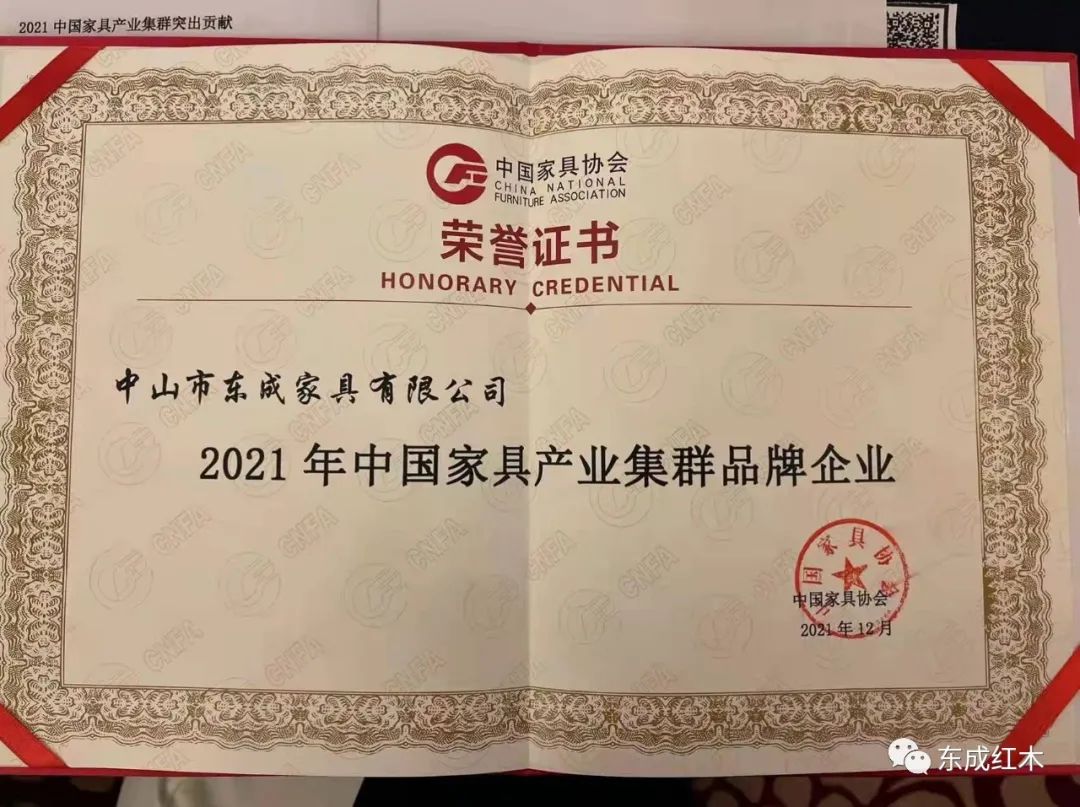 2021 中国家具产业集群突出贡献
中国家具协会
CHINA NATIONAL
FURNITURE ASSOCIATION
荣誉证书
HONORARY CREDENTIAL
中山市东成家具有限公司
2021 年中国家具产业集群品牌企业
中国家具协会
中国家具协会
2021 年 12 月
CNFA
东成红木